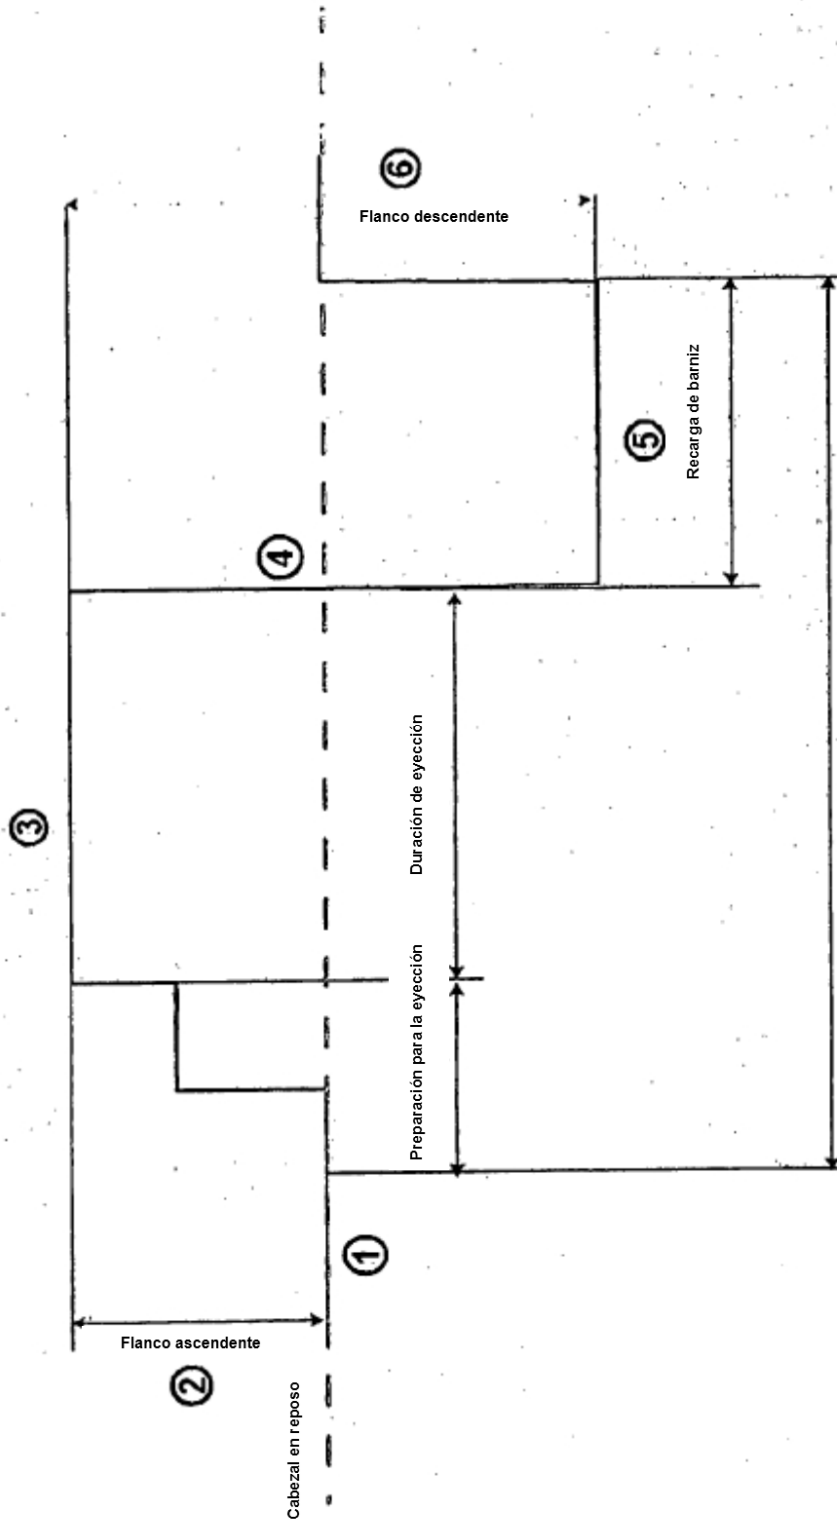 6
Flanco descendente
5
Recarga de barniz
4
3
Duración de eyección
Preparación para la eyección
1
Flanco ascendente
2
Cabezal en reposo